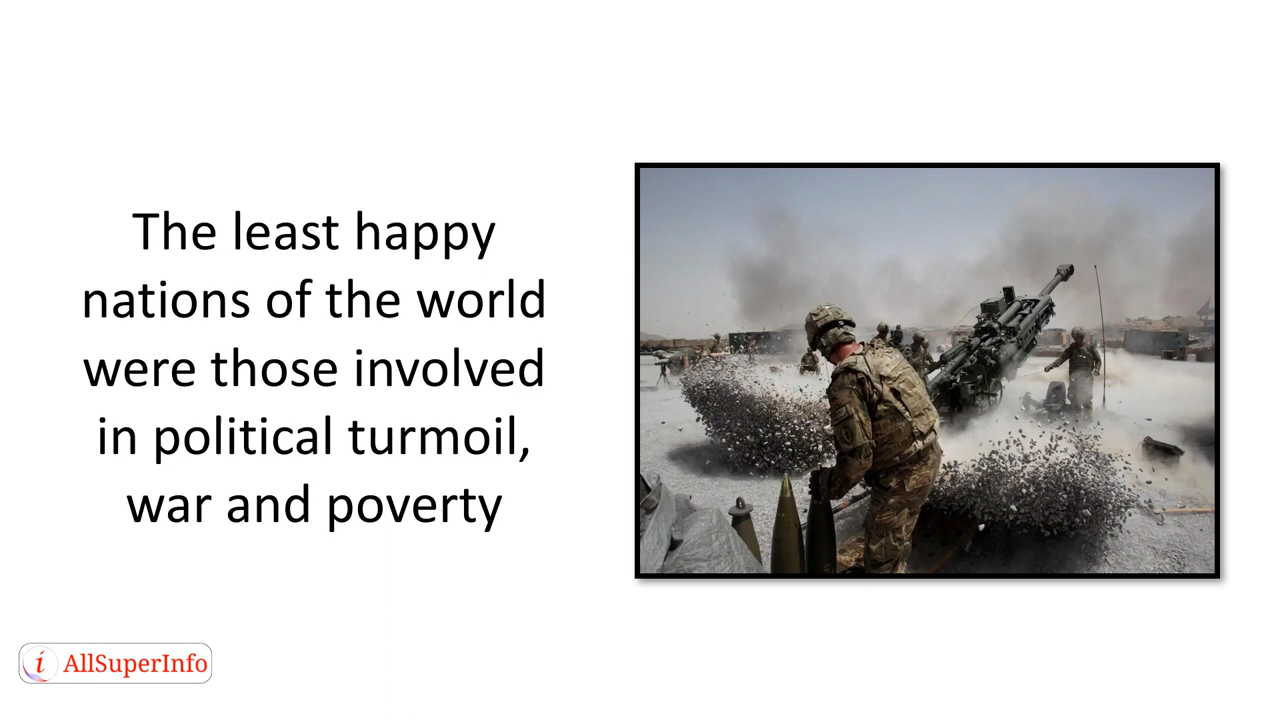 The least happy
nations of the world
were those involved
in political turmoil,
war and poverty
i AllSuperInfo